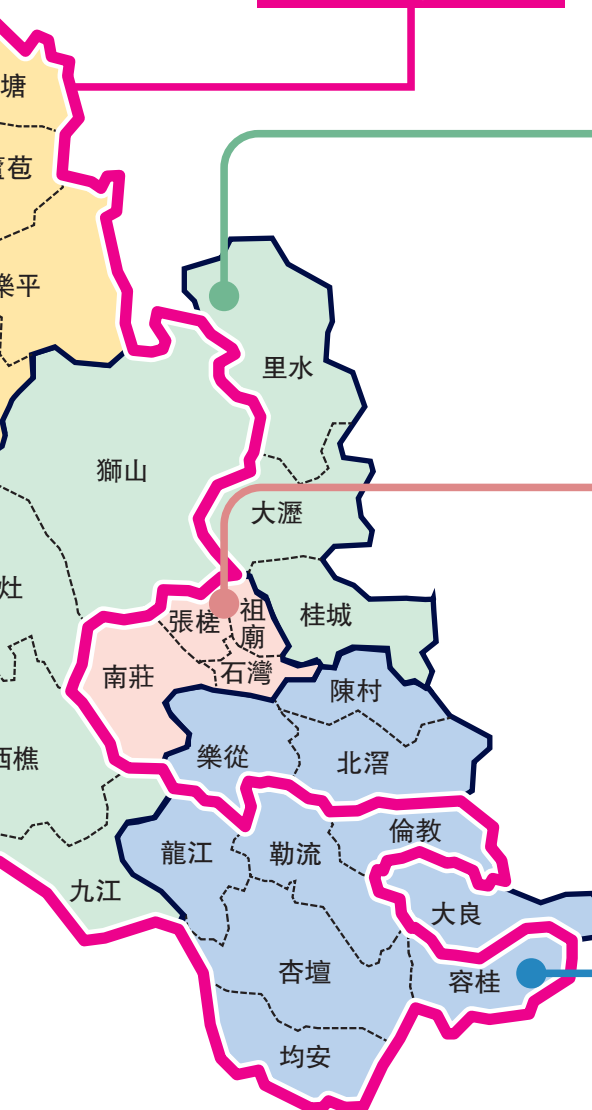 塘
苞
樂平
里水
獅山
大瀝
灶
張槎
祖
廟
桂城
南莊
石灣
陳村
樂從
北滘
西樵
倫教
龍江
勒流
九江
大良
杏壇
容桂
均安